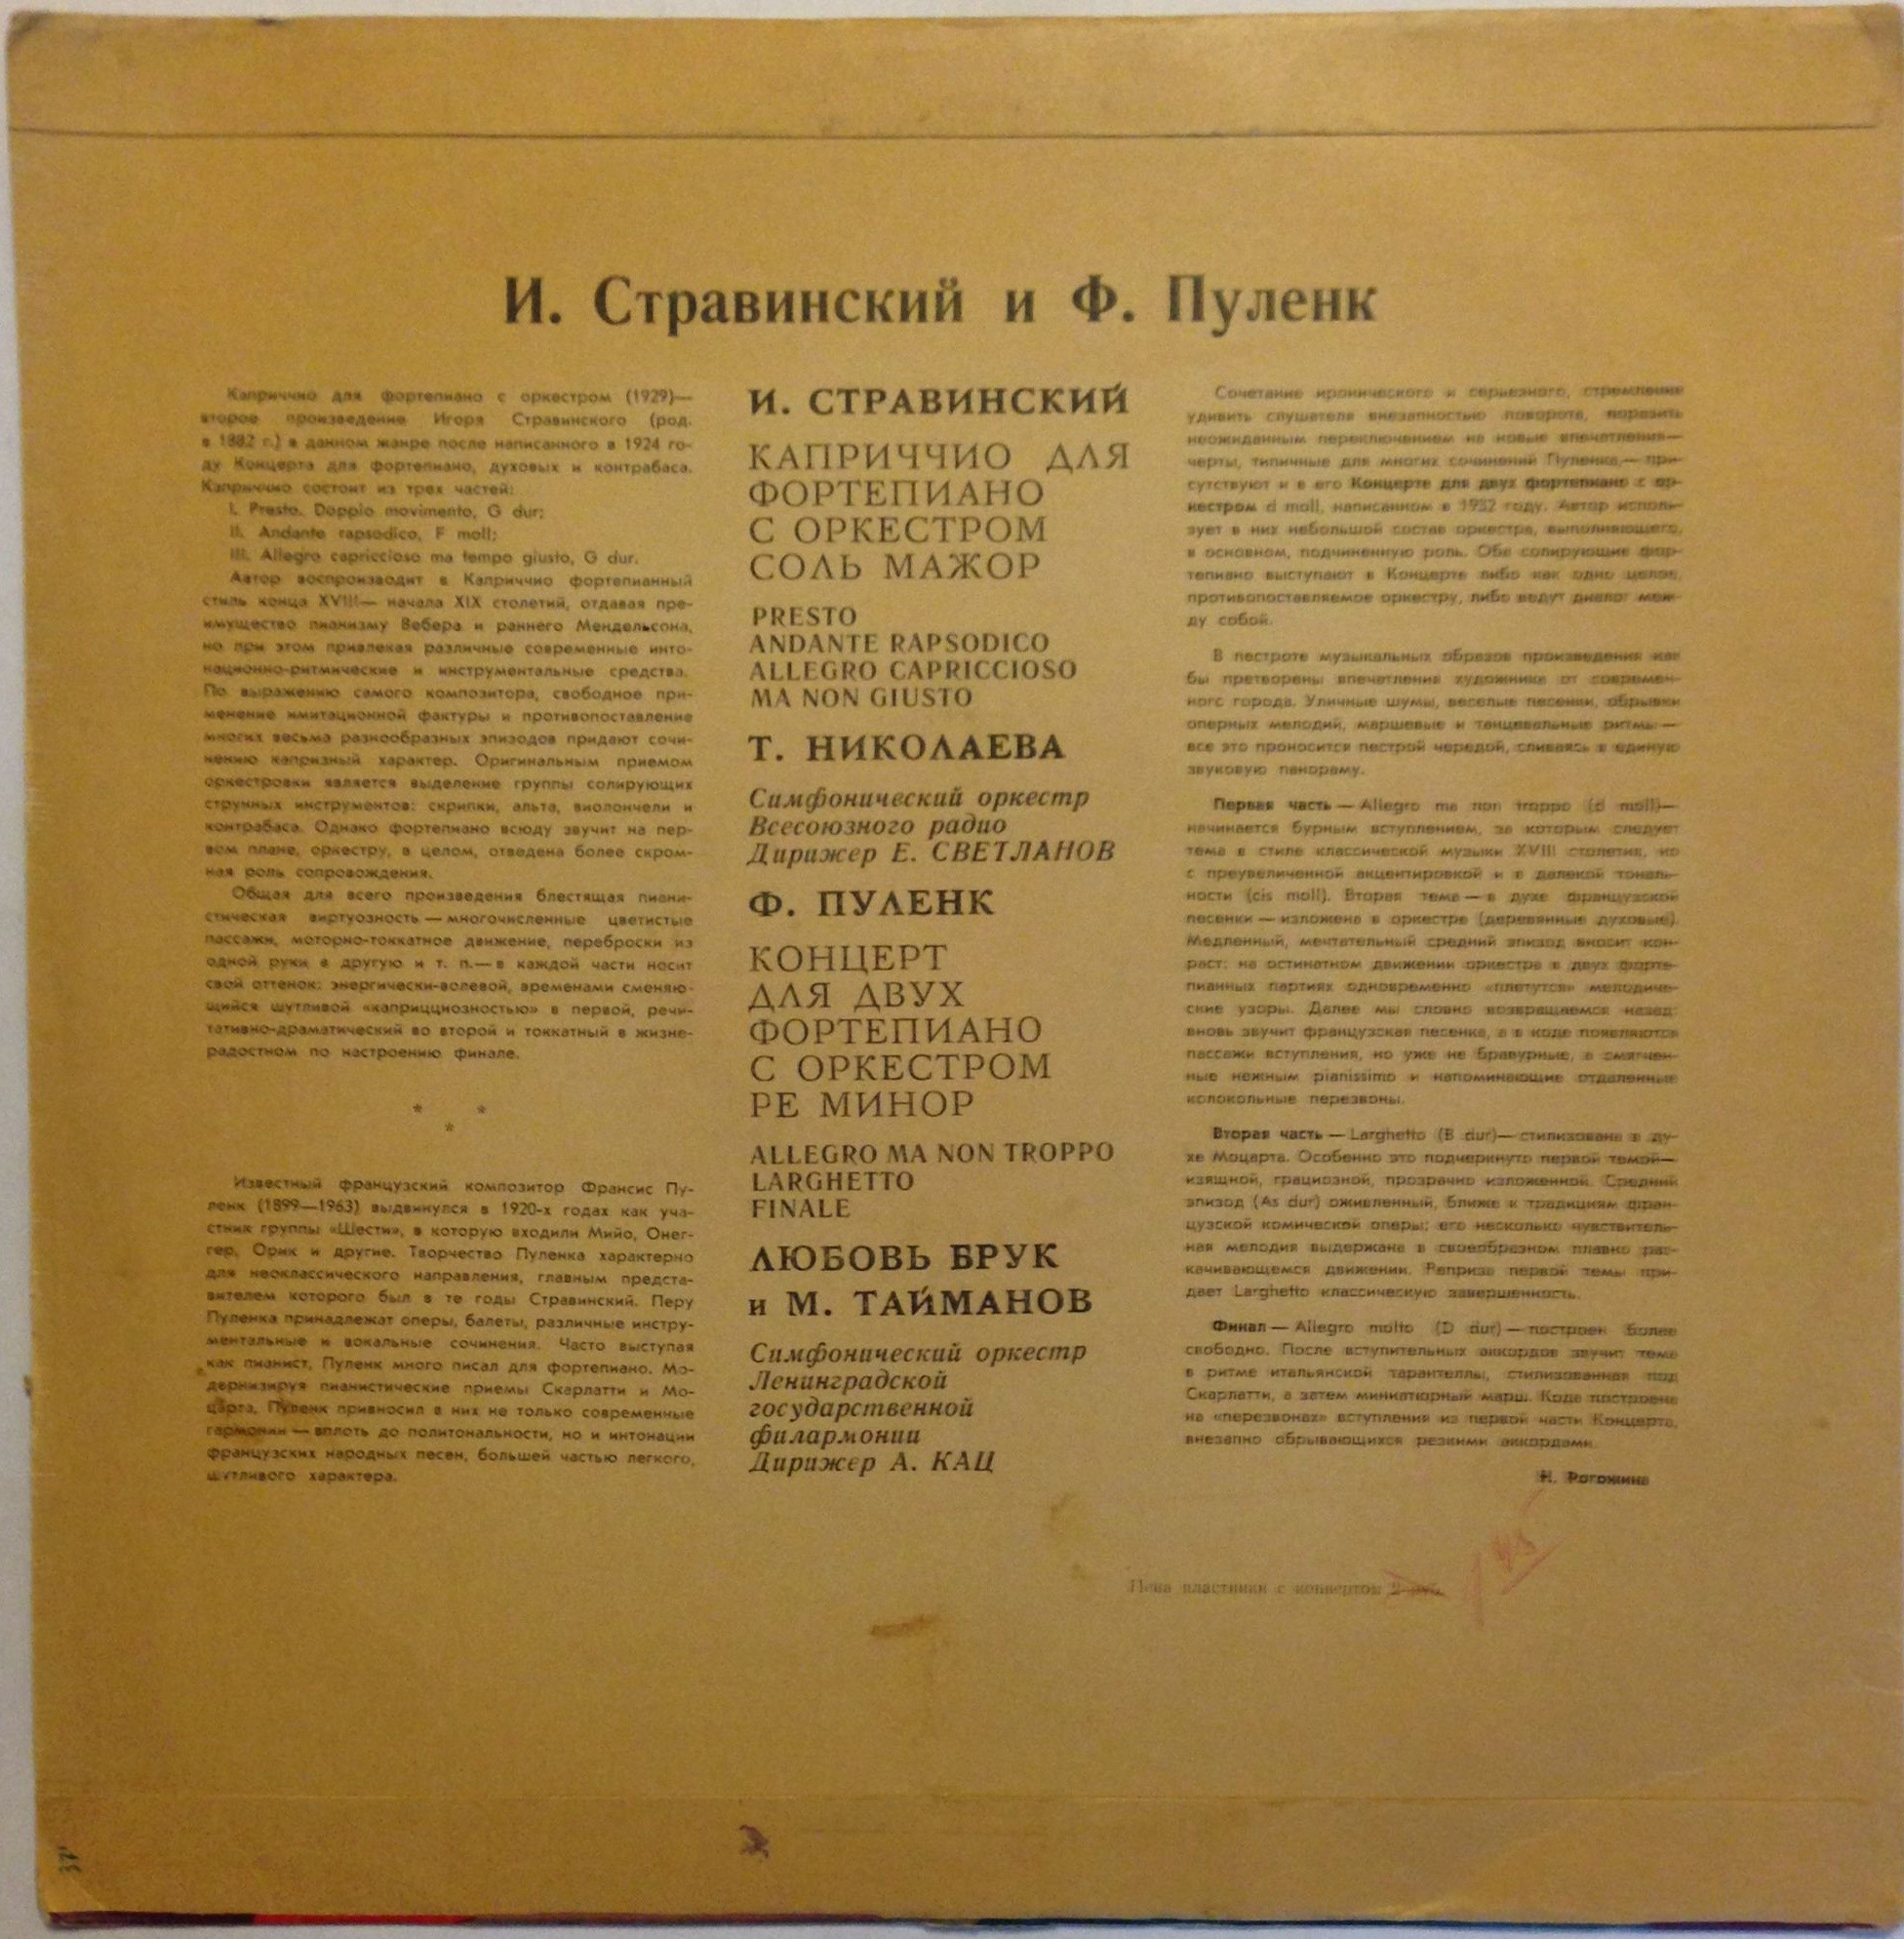 И. Стравинский и Ф. Пуленк
Каприччио для фортепиано с оркестром (1929)—
второе произведение Игоря Стравинского (род.
в 1882 г.) в данном жанре после написанного в 1924 го-
ду Концерта для фортепиано, духовых и контрабаса.
Каприччио состоит из трех частей:
I. Presto. Doppio movimento, G dur;
II. Andante rapsodico, F moll;
III. Allegro capriccioso ma tempo giusto, G dur.
Автор воспроизводит в Каприччио фортепианный
стиль конца XVIII— начала XIX столетий, отдавая пре-
имущество пианизму Вебера и раннего Мендельсона,
но при этом привлекая различные современные инто-
национно-ритмические и инструментальные средства.
По выражению самого композитора, свободное при-
менение имитационной фактуры и противопоставление
многих весьма разнообразных эпизодов придают сочи-
нению капризный характер. Оригинальным приемом
оркестровки является выделение группы солирующих
струнных инструментов: скрипки, альта, виолончели и
контрабаса. Однако фортепиано всюду звучит на пер-
вом плане, оркестру, в целом, отведена более скром-
ная роль сопровождения.
Общая для всего произведения блестящая пиани-
стическая виртуозность — многочисленные цветистые
пассажи, моторно-токкатное движение, переброски из
одной руки в другую и т. п.— в каждой части носит
свой оттенок: энергически-волевой, временами сменяю-
щийся шутливой «каприцциозностью» в первой, речи-
тативно-драматический во второй и токкатный в жизне-
радостном по настроению финале.
* *
*
Известный французский композитор Франсис Пу-
ленк (1899—1963) выдвинулся в 1920-х годах как уча-
стник группы «Шести», в которую входили Мийо, Онег-
гер, Орик и другие. Творчество Пуленка характерно
для неоклассического направления, главным предста-
вителем которого был в те годы Стравинский. Перу
Пуленка принадлежат оперы, балеты, различные инстру-
ментальные и вокальные сочинения. Часто выступая
как пианист, Пуленк много писал для фортепиано. Мо-
дернизируя пианистические приемы Скарлатти и Мо-
царта, Пуленк привносил в них не только современные
гармонии — вплоть до политональности, но и интонации
французских народных песен, большей частью легкого,
шутливого характера.
И. СТРАВИНСКИЙ
КАПРИЧЧИО ДЛЯ
ФОРТЕПИАНО
С ОРКЕСТРОМ
СОЛЬ МАЖОР
PRESTO
ANDANTE RAPSODICO
ALLEGRO CAPRICCIOSO
MA NON GIUSTO
Т. НИКОЛАЕВА
Симфонический оркестр
Всесоюзного радио
Дирижер Е. СВЕТЛАНОВ
Ф. ПУЛЕНК
КОНЦЕРТ
ДЛЯ ДВУХ
ФОРТЕПИАНО
С ОРКЕСТРОМ
РЕ МИНОР
ALLEGRO MA NON TROPPO
LARGHETTO
FINALE
ЛЮБОВЬ БРУК
и М. ТАЙМАНОВ
Симфонический оркестр
Ленинградской
государственной
филармонии
Дирижер А. КАЦ
Сочетание иронического и серьезного, стремление
удивить слушателя внезапностью поворота, поразить
неожиданным переключением на новые впечатления—
черты, типичные для многих сочинений Пуленка,— при-
сутствуют и в его Концерте для двух фортепиано с ор-
кестром d moll, написанном в 1932 году. Автор исполь-
зует в них небольшой состав оркестра, выполняющего,
в основном, подчиненную роль. Обе солирующие фор-
тепиано выступают в Концерте либо как одно целое,
противопоставляемое оркестру, либо ведут диалог меж-
ду собой.
В пестроте музыкальных образов произведения как
бы претворены впечатления художника от современ-
ного города. Уличные шумы, веселые песенки, обрывки
оперных мелодий, маршевые и танцевальные ритмы —
все это проносится пестрой чередой, сливаясь в единую
звуковую панораму.
Первая часть — Allegro ma non troppo (d moll)—
начинается бурным вступлением, за которым следует
тема в стиле классической музыки XVIII столетия, но
с преувеличенной акцентировкой и в далекой тональ-
ности (cis moll). Вторая тема — в духе французской
песенки — изложена в оркестре (деревянные духовые).
Медленный, мечтательный средний эпизод вносит кон-
раст: на остинатном движении оркестра в двух форте-
пианных партиях одновременно «плетутся» мелодиче-
ские узоры. Далее мы словно возвращаемся назад:
вновь звучит французская песенка, а в коде появляются
пассажи вступления, но уже не бравурные, а смягчен-
ные нежным pianissimo и напоминающие отдаленные
колокольные перезвоны.
Вторая часть — Larghetto (B dur)— стилизована в ду-
хе Моцарта. Особенно это подчеркнуто первой темой—
изящной, грациозной, прозрачно изложенной. Средний
эпизод (As dur) оживленный, ближе к традициям фран-
цузской комической оперы; его несколько чувствитель-
ная мелодия выдержана в своеобразном плавно рас-
качивающемся движении. Реприза первой темы при-
дает Larghetto классическую завершенность.
Финал — Allegro molto (D dur) — построен более
свободно. После вступительных аккордов звучит тема
в ритме итальянской тарантеллы, стилизованная под
Скарлатти, а затем миниатюрный марш. Кода построена
на «перезвонах» вступления из первой части Концерта,
внезапно обрывающихся резкими аккордами.
Н. Рогожина
Цена пластинки с конвертом
1 45
37